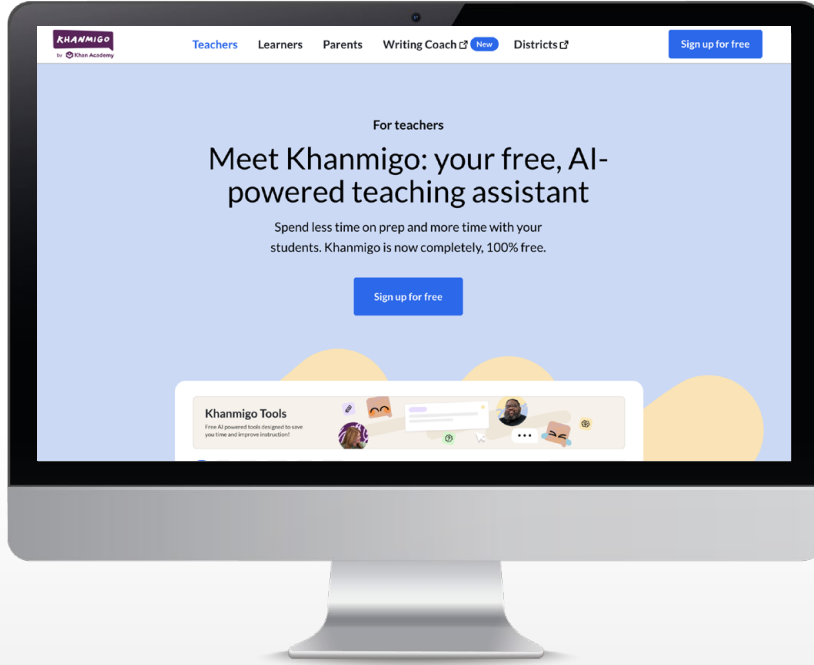 KHANMIGO
by Khan Academy
Teachers Learners Parents Writing Coach New Districts
Sign up for free
For teachers
Meet Khanmigo: your free, AI-
powered teaching assistant
Spend less time on prep and more time with your
students. Khanmigo is now completely, 100% free.
Sign up for free
Khanmigo Tools
Free AI powered tools designed to save
you time and improve instruction!